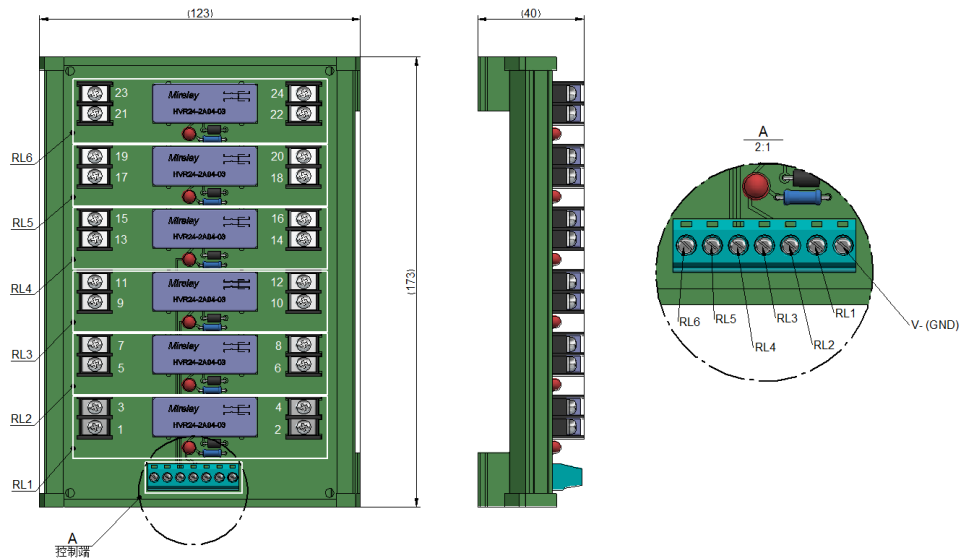 (123)
(40)
(173)
23
21
Mirelay
HVR24-2A04-03
24
22
RL6
19
17
Mirelay
HVR24-2A04-03
20
18
RL5
15
13
Mirelay
HVR24-2A04-03
16
14
RL4
11
9
Mirelay
HVR24-2A04-03
12
10
RL3
7
5
Mirelay
HVR24-2A04-03
8
6
RL2
3
1
Mirelay
HVR24-2A04-03
4
2
RL1
A
控制端
A
2:1
RL6
RL5
RL4
RL3
RL2
RL1
V- (GND)